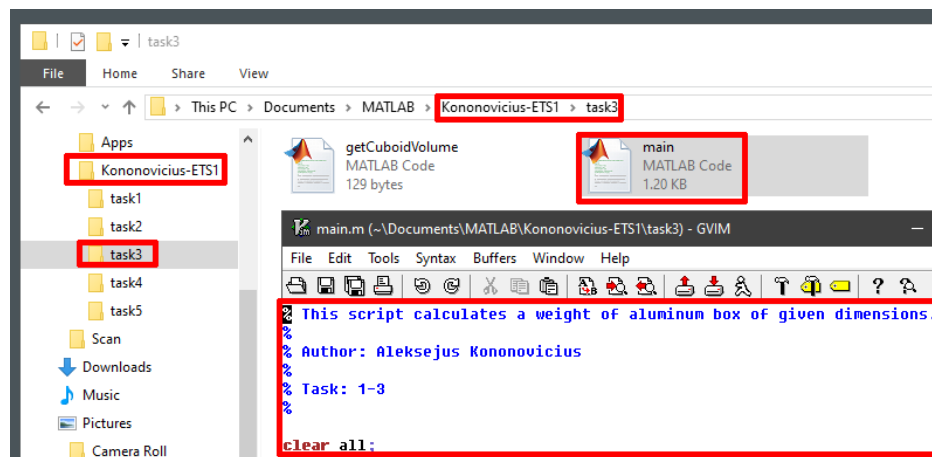 task3
File Home Share View
This PC > Documents > MATLAB > Kononovicius-ETS1 > task3
Apps
Kononovicius-ETS1
task1
task2
task3
task4
task5
Scan
Downloads
Music
Pictures
Camera Roll
getCuboidVolume
MATLAB Code
129 bytes
main
MATLAB Code
1.20 KB
main.m (~\Documents\MATLAB\Kononovicius-ETS1\task3) - GVIM
File Edit Tools Syntax Buffers Window Help
% This script calculates a weight of aluminum box of given dimensions.
%
% Author: Aleksejus Kononovicius
%
% Task: 1-3
%
clear all;